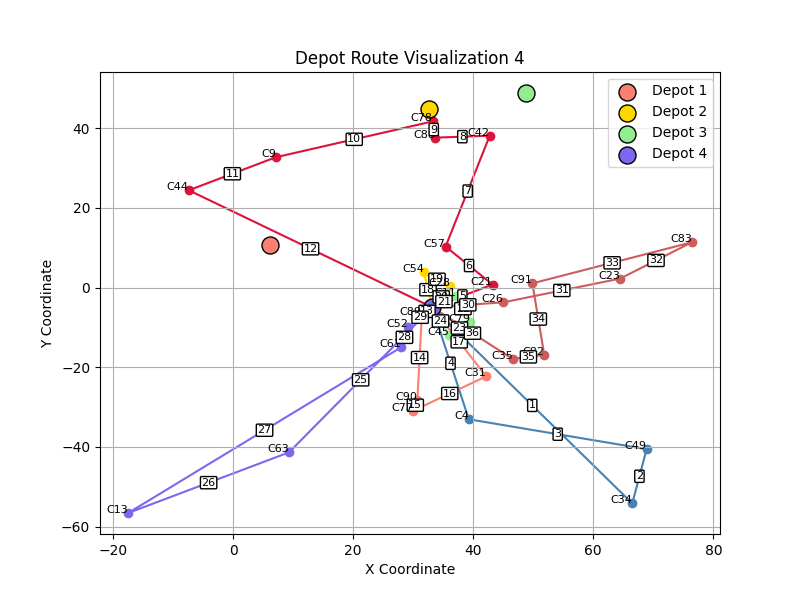 Depot Route Visualization 4
Depot 1
Depot 2
Depot 3
Depot 4
Y Coordinate
X Coordinate
40
20
0
−20
−40
−60
−20
0
20
40
60
80
C78
9
C8
8
C42
10
C9
11
C44
7
12
C57
6
C21
C54
19
18
5
30
C26
31
C23
32
C83
33
C91
34
C92
35
C35
36
29
C52
28
C61
24
C45
23
17
21
14
4
C31
16
C90
15
25
1
C4
3
C49
2
C34
27
C63
26
C13